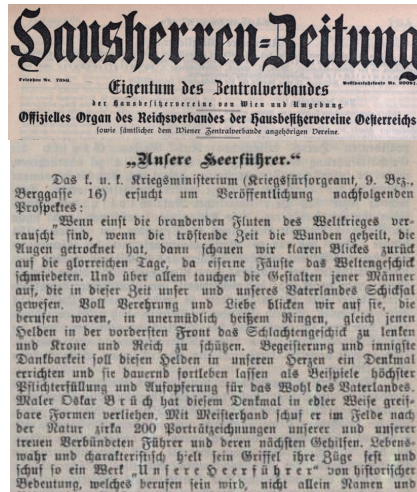 Hausherren=Zeitung
Telephon Nr. 7980.
Eigentum des Zentralverbandes
der Hausbesitzervereine von Wien und Umgebung
Offizielles Organ des Reichsverbandes der Hausbesitzervereine Oesterreichs
sowie sämtlicher dem Wiener Zentralverbande angehörigen Vereine.
„Unsere Heerführer.“
Das k. u. k. Kriegsministerium (Kriegsfürsorgeamt, 9. Bez.,
Berggasse 16) ersucht um Veröffentlichung nachfolgenden
Prospektes:
„Wenn einst die brandenden Fluten des Weltkrieges ver-
rauscht sind, wenn die tröstende Zeit die Wunden geheilt, die
Augen getrocknet hat, dann schauen wir klaren Blickes zurück
auf die glorreichen Tage, da eiserne Fäuste das Weltengeschick
schmiedeten. Und über allem tauchen die Gestalten jener Männer
auf, die in dieser Zeit unser und unseres Vaterlandes Schicksal
gewesen. Voll Verehrung und Liebe blicken wir auf sie, die
berufen waren, in unermüdlich heißem Ringen, gleich jenen
Helden in der vordersten Front das Schlachtengeschick zu lenken
und Krone und Reich zu schützen. Begeisterung und innigste
Dankbarkeit soll diesen Helden in unseren Herzen ein Denkmal
errichten und sie dauernd fortleben lassen als Beispiele höchster
Pflichterfüllung und Aufopferung für das Wohl des Vaterlandes.
Maler Oskar Brüch hat diesem Denkmal in edler Weise greif-
bare Formen verliehen. Mit Meisterhand schuf er im Felde nach
der Natur zirka 200 Porträtzeichnungen unserer und unserer
treuen Verbündeten Führer und deren nächsten Gehilfen. Lebens-
wahr und charakteristisch hielt sein Griffel ihre Züge fest und
schuf so ein Werk „Unsere Heerführer“ von historischer
Bedeutung, welches berufen sein wird, nicht allein Namen und